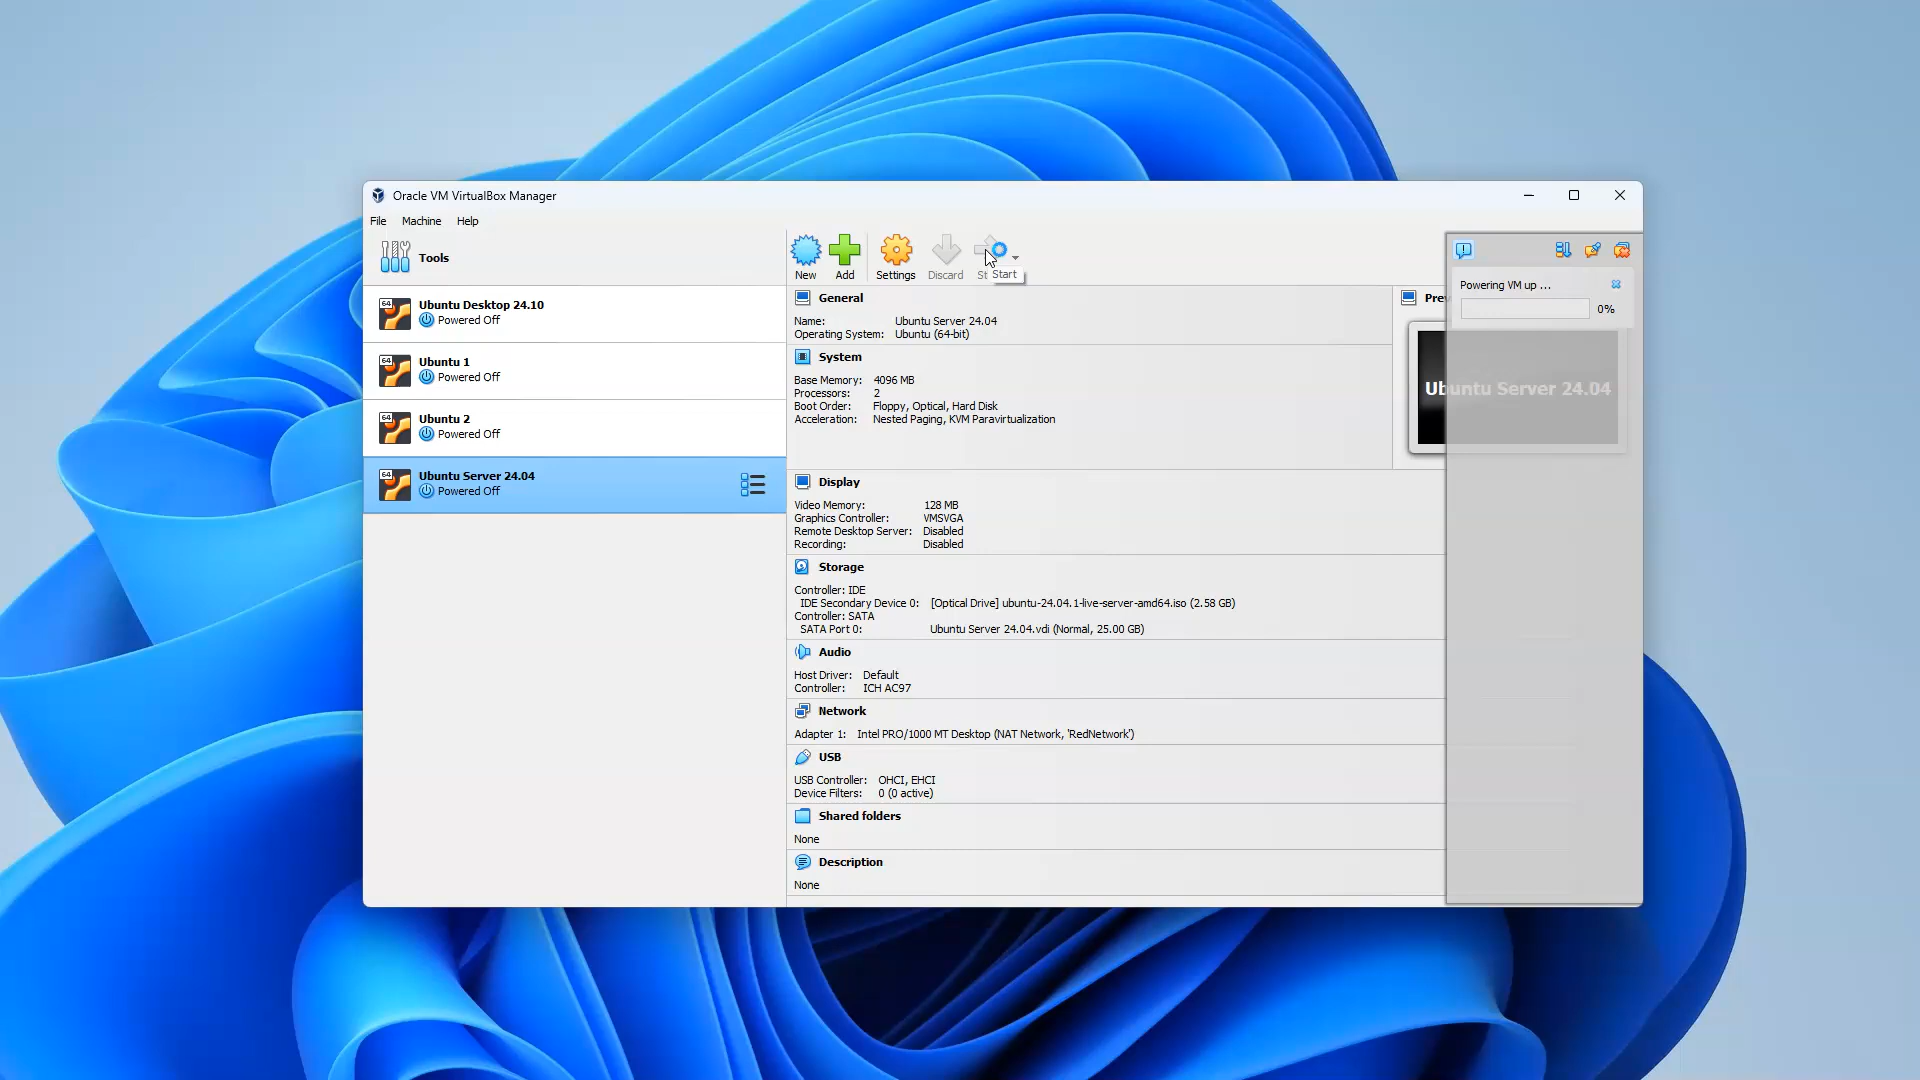 Oracle VM VirtualBox Manager
File Machine Help
Tools
New Add Settings Discard Start
64 Ubuntu Desktop 24.10
Powered Off
64 Ubuntu 1
Powered Off
64 Ubuntu 2
Powered Off
64 Ubuntu Server 24.04
Powered Off
General
Name: Ubuntu Server 24.04
Operating System: Ubuntu (64-bit)
System
Base Memory: 4096 MB
Processors: 2
Boot Order: Floppy, Optical, Hard Disk
Acceleration: Nested Paging, KVM Paravirtualization
Display
Video Memory: 128 MB
Graphics Controller: VMSVGA
Remote Desktop Server: Disabled
Recording: Disabled
Storage
Controller: IDE
IDE Secondary Device 0: [Optical Drive] ubuntu-24.04.1-live-server-amd64.iso (2.58 GB)
Controller: SATA
SATA Port 0: Ubuntu Server 24.04.vdi (Normal, 25.00 GB)
Audio
Host Driver: Default
Controller: ICH AC97
Network
Adapter 1: Intel PRO/1000 MT Desktop (NAT Network, 'RedNetwork')
USB
USB Controller: OHCI, EHCI
Device Filters: 0 (0 active)
Shared folders
None
Description
None
Powering VM up ...
0%
Ubuntu Server 24.04